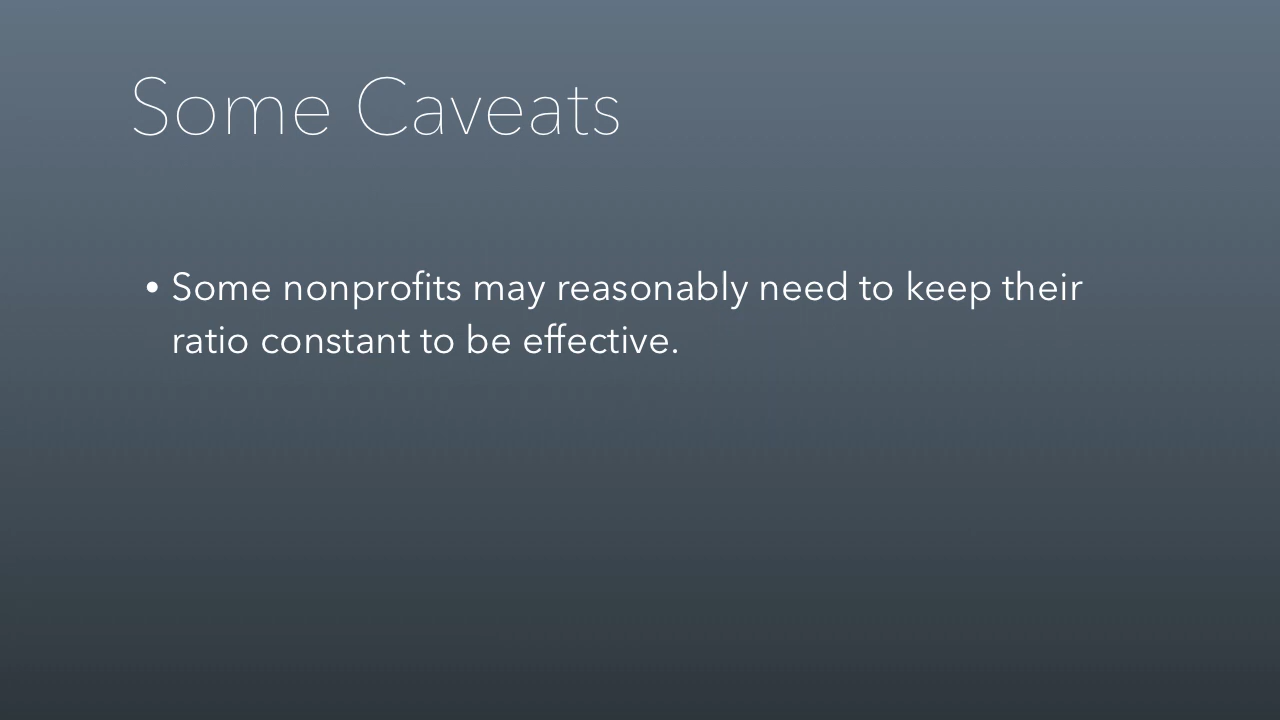 Some Caveats
• Some nonprofits may reasonably need to keep their
ratio constant to be effective.